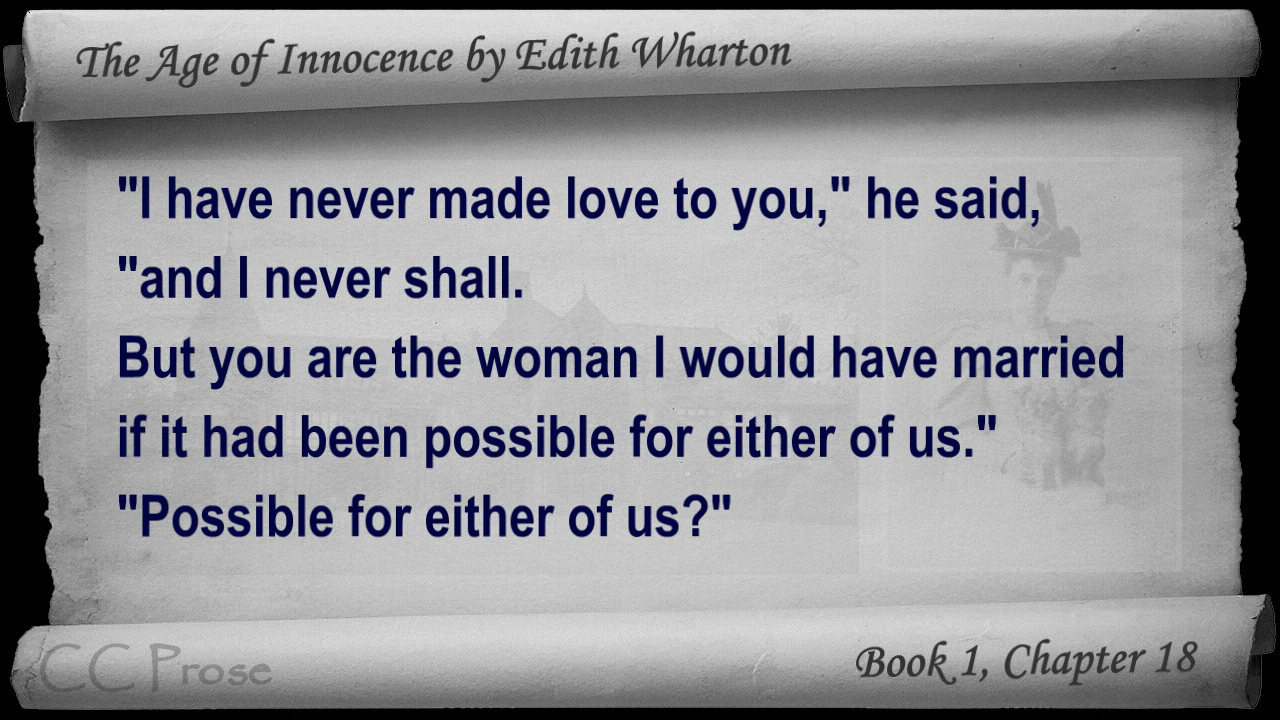 The Age of Innocence by Edith Wharton
"I have never made love to you," he said,
"and I never shall.
But you are the woman I would have married
if it had been possible for either of us."
"Possible for either of us?"
CC Prose
Book 1, Chapter 18